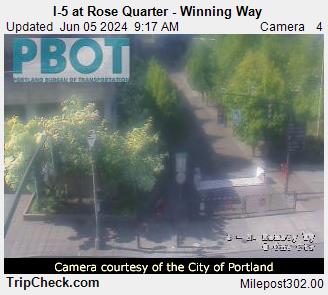 I-5 at Rose Quarter - Winning Way
Updated Jun 05 2024 9:17 AM Camera 4
PBOT
PORTLAND BUREAU OF TRANSPORTATION
Camera courtesy of the City of Portland
TripCheck.com Milepost302.00